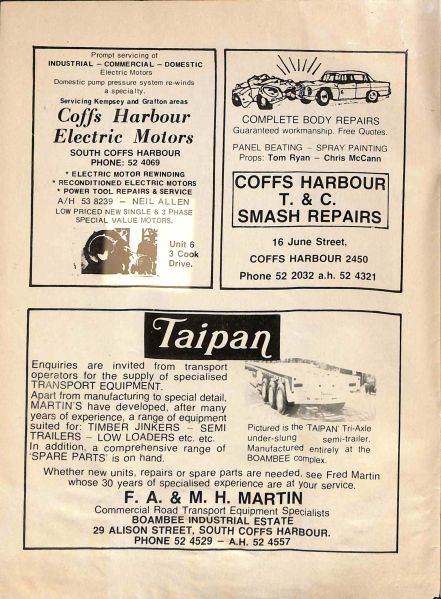 Prompt servicing of
INDUSTRIAL – COMMERCIAL – DOMESTIC
Electric Motors
Domestic pump pressure system re-winds
a specialty.
Servicing Kempsey and Grafton areas
Coffs Harbour
Electric Motors
SOUTH COFFS HARBOUR
PHONE: 52 4069
* ELECTRIC MOTOR REWINDING
* RECONDITIONED ELECTRIC MOTORS
* POWER TOOL REPAIRS & SERVICE
A/H 53 8239 – NEIL ALLEN
LOW PRICED NEW SINGLE & 3 PHASE
SPECIAL VALUE MOTORS.
Unit 6
3 Cook
Drive.
COMPLETE BODY REPAIRS
Guaranteed workmanship. Free Quotes.
PANEL BEATING – SPRAY PAINTING
Props: Tom Ryan – Chris McCann
COFFS HARBOUR
T. & C.
SMASH REPAIRS
16 June Street,
COFFS HARBOUR 2450
Phone 52 2032 a.h. 52 4321
Taipan
Enquiries are invited from transport
operators for the supply of specialised
TRANSPORT EQUIPMENT.
Apart from manufacturing to special detail,
MARTIN'S have developed, after many
years of experience, a range of equipment
suited for: TIMBER JINKERS – SEMI
TRAILERS – LOW LOADERS etc. etc.
In addition, a comprehensive range of
'SPARE PARTS' is on hand.
Pictured is the 'TAIPAN' Tri-Axle
under-slung semi-trailer.
Manufactured entirely at the
BOAMBEE complex.
Whether new units, repairs or spare parts are needed, see Fred Martin
whose 30 years of specialised experience are at your service.
F. A. & M. H. MARTIN
Commercial Road Transport Equipment Specialists
BOAMBEE INDUSTRIAL ESTATE
29 ALISON STREET, SOUTH COFFS HARBOUR.
PHONE 52 4529 – A.H. 52 4557